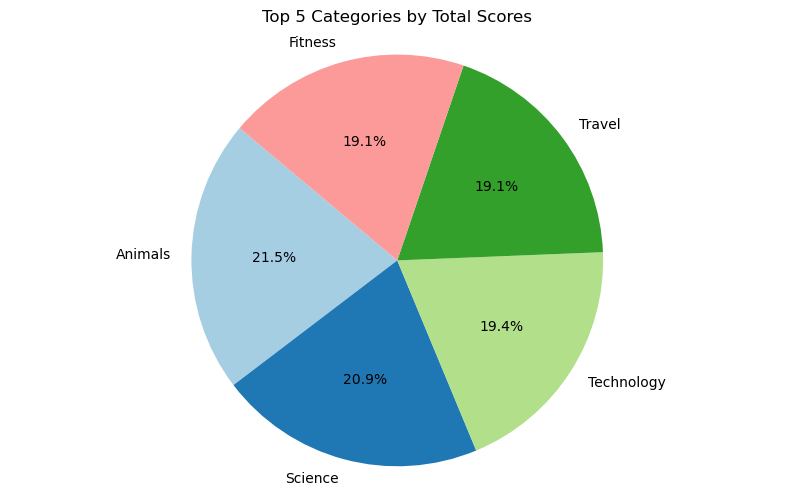 Top 5 Categories by Total Scores
Fitness
Travel
19.1%
19.1%
Animals
21.5%
19.4%
Technology
20.9%
Science